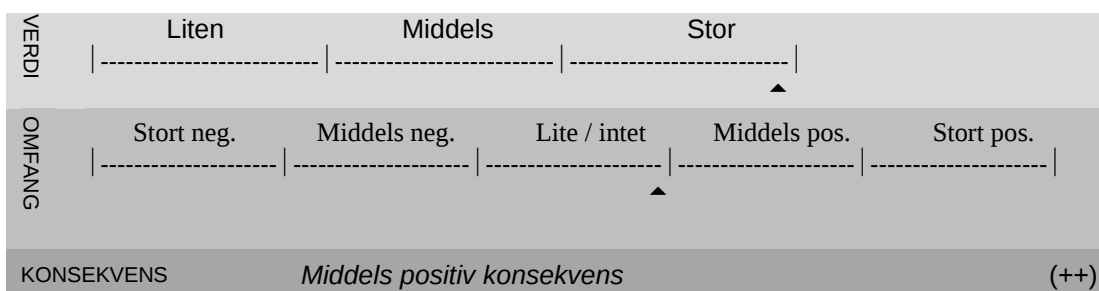 VERDI
Liten Middels Stor
|--------------------------|--------------------------|--------------------------|
OMFANG
Stort neg. Middels neg. Lite / intet Middels pos. Stort pos.
|---------------------|---------------------|---------------------|---------------------|---------------------|
KONSEKVENS Middels positiv konsekvens (++)